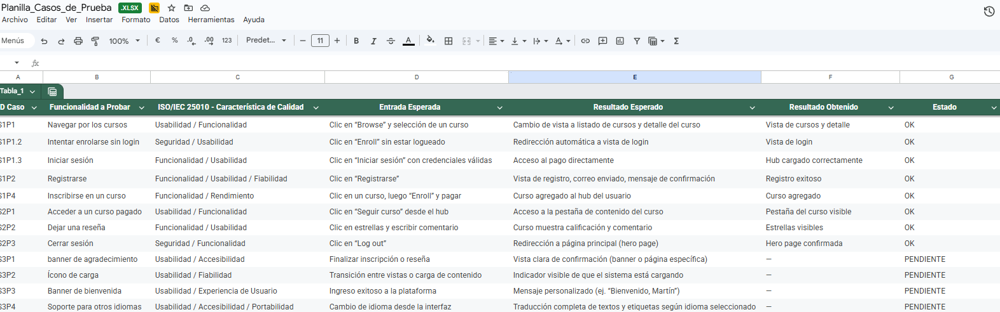 Planilla_Casos_de_Prueba .XLSX
Archivo Editar Ver Insertar Formato Datos Herramientas Ayuda
Menús 100% € % .0 .00 123 Predet... − 11 + B I S A Σ
fx
A B C D E F G
Tabla_1
D Caso Funcionalidad a Probar ISO/IEC 25010 - Característica de Calidad Entrada Esperada Resultado Esperado Resultado Obtenido Estado
S1P1 Navegar por los cursos Usabilidad / Funcionalidad Clic en “Browse” y selección de un curso Cambio de vista a listado de cursos y detalle del curso Vista de cursos y detalle OK
S1P1.2 Intentar enrolarse sin login Seguridad / Usabilidad Clic en “Enroll” sin estar logueado Redirección automática a vista de login Vista de login OK
S1P1.3 Iniciar sesión Funcionalidad / Usabilidad Clic en “Iniciar sesión” con credenciales válidas Acceso al pago directamente Hub cargado correctamente OK
S1P2 Registrarse Funcionalidad / Usabilidad / Fiabilidad Clic en “Registrarse” Vista de registro, correo enviado, mensaje de confirmación Registro exitoso OK
S1P4 Inscribirse en un curso Funcionalidad / Rendimiento Clic en un curso, luego “Enroll” y pagar Curso agregado al hub del usuario Curso agregado OK
S2P1 Acceder a un curso pagado Usabilidad / Funcionalidad Clic en “Seguir curso” desde el hub Acceso a la pestaña de contenido del curso Pestaña del curso visible OK
S2P2 Dejar una reseña Funcionalidad / Usabilidad Clic en estrellas y escribir comentario Curso muestra calificación y comentario Estrellas visibles OK
S2P3 Cerrar sesión Seguridad / Funcionalidad Clic en “Log out” Redirección a página principal (hero page) Hero page confirmada OK
S3P1 banner de agradecimiento Usabilidad / Accesibilidad Finalizar inscripción o reseña Vista clara de confirmación (banner o página específica) — PENDIENTE
S3P2 Ícono de carga Usabilidad / Fiabilidad Transición entre vistas o carga de contenido Indicador visible de que el sistema está cargando — PENDIENTE
S3P3 Banner de bienvenida Usabilidad / Experiencia de Usuario Ingreso exitoso a la plataforma Mensaje personalizado (ej. “Bienvenido, Martín”) — PENDIENTE
S3P4 Soporte para otros idiomas Usabilidad / Accesibilidad / Portabilidad Cambio de idioma desde la interfaz Traducción completa de textos y etiquetas según idioma seleccionado — PENDIENTE